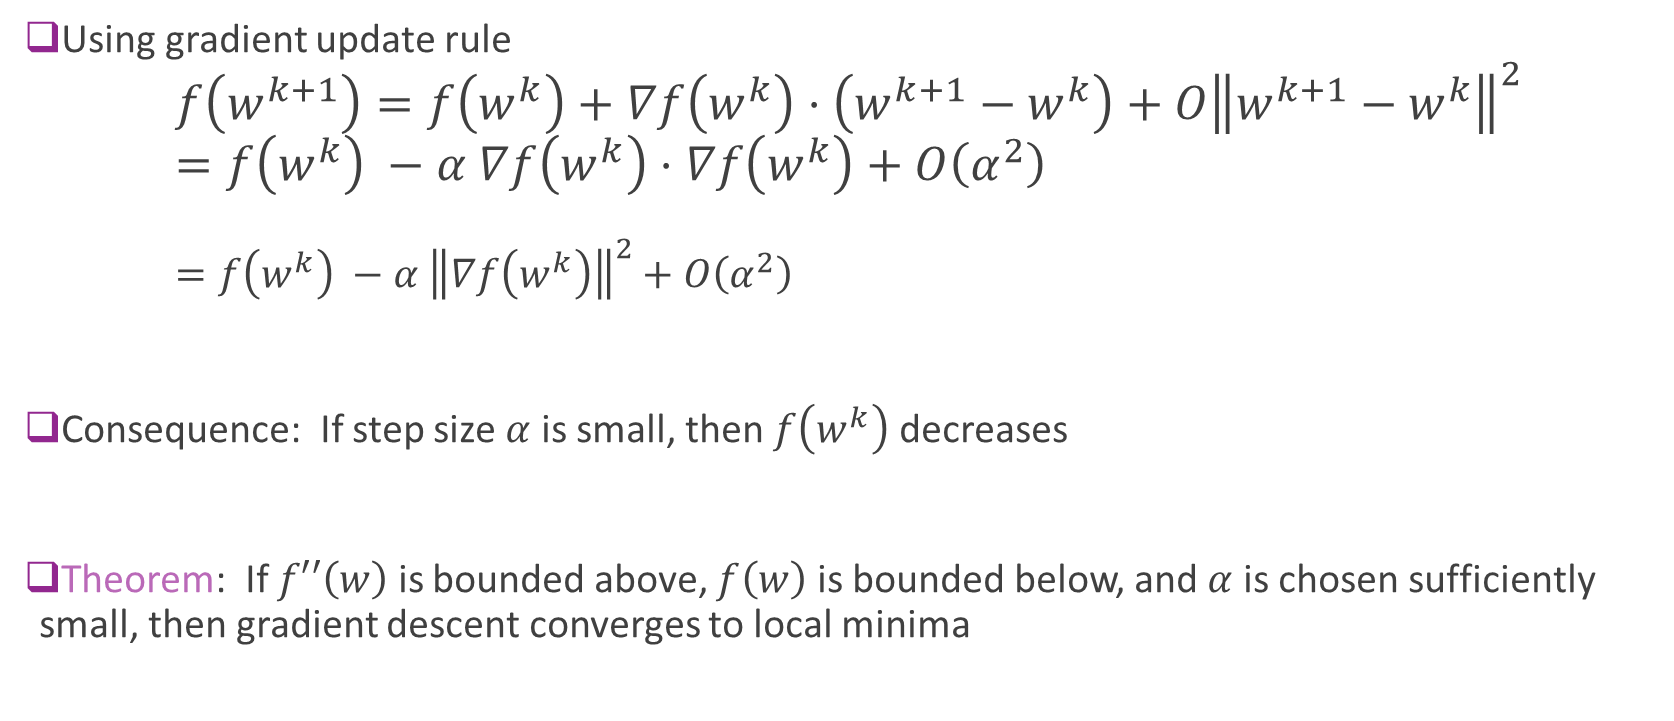 ❑Using gradient update rule
f(w^{k+1}) = f(w^k) + ∇f(w^k) · (w^{k+1} − w^k) + O‖w^{k+1} − w^k‖^2
= f(w^k) − α ∇f(w^k) · ∇f(w^k) + O(α^2)
= f(w^k) − α ‖∇f(w^k)‖^2 + O(α^2)
❑Consequence: If step size α is small, then f(w^k) decreases
❑Theorem: If f′′(w) is bounded above, f(w) is bounded below, and α is chosen sufficiently
small, then gradient descent converges to local minima